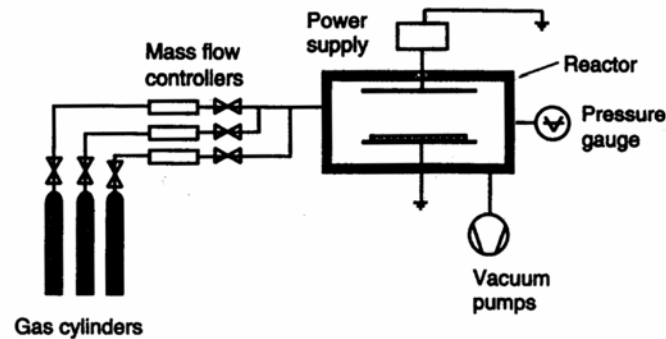 Power
supply
Mass flow
controllers
Reactor
Pressure
gauge
Vacuum
pumps
Gas cylinders